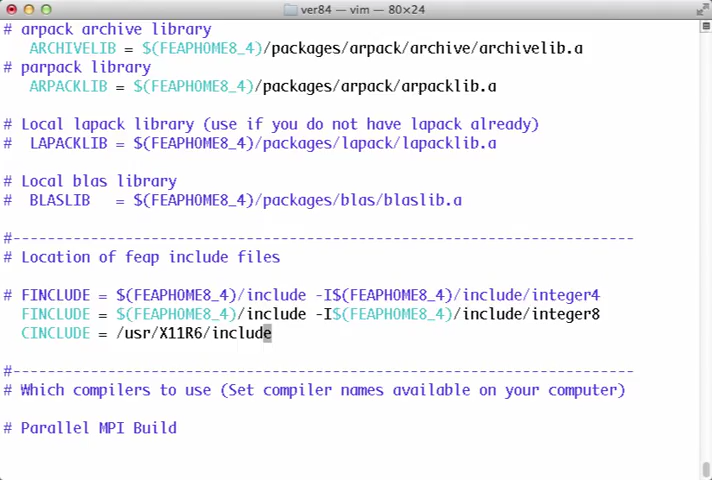 ver84 — vim — 80×24
# arpack archive library
ARCHIVELIB = $(FEAPHOME8_4)/packages/arpack/archive/archivelib.a
# parpack library
ARPACKLIB = $(FEAPHOME8_4)/packages/arpack/arpacklib.a
# Local lapack library (use if you do not have lapack already)
# LAPACKLIB = $(FEAPHOME8_4)/packages/lapack/lapacklib.a
# Local blas library
# BLASLIB   = $(FEAPHOME8_4)/packages/blas/blaslib.a
#------------------------------------------------------------------------
# Location of feap include files
# FINCLUDE = $(FEAPHOME8_4)/include -I$(FEAPHOME8_4)/include/integer4
FINCLUDE = $(FEAPHOME8_4)/include -I$(FEAPHOME8_4)/include/integer8
CINCLUDE = /usr/X11R6/include
#------------------------------------------------------------------------
# Which compilers to use (Set compiler names available on your computer)
# Parallel MPI Build